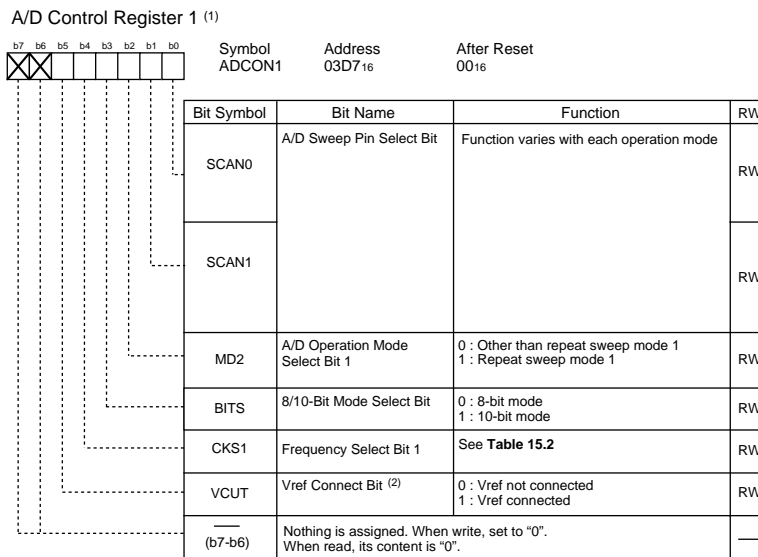 A/D Control Register 1 (1)
b7 b6 b5 b4 b3 b2 b1 b0
Symbol Address After Reset
ADCON1 03D716 0016
Bit Symbol Bit Name Function RW
SCAN0 A/D Sweep Pin Select Bit Function varies with each operation mode RW
SCAN1 RW
MD2 A/D Operation Mode Select Bit 1 0 : Other than repeat sweep mode 1
1 : Repeat sweep mode 1 RW
BITS 8/10-Bit Mode Select Bit 0 : 8-bit mode
1 : 10-bit mode RW
CKS1 Frequency Select Bit 1 See Table 15.2 RW
VCUT Vref Connect Bit (2) 0 : Vref not connected
1 : Vref connected RW
(b7-b6) Nothing is assigned. When write, set to “0”.
When read, its content is “0”. —